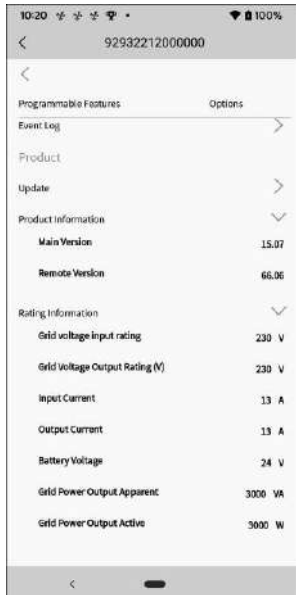 10:20
100%
92932212000000
Programmable Features Options
Event Log
Product
Update
Product Information
Main Version 15.07
Remote Version 66.06
Rating Information
Grid voltage input rating 230 V
Grid Voltage Output Rating (V) 230 V
Input Current 13 A
Output Current 13 A
Battery Voltage 24 V
Grid Power Output Apparent 3000 VA
Grid Power Output Active 3000 W